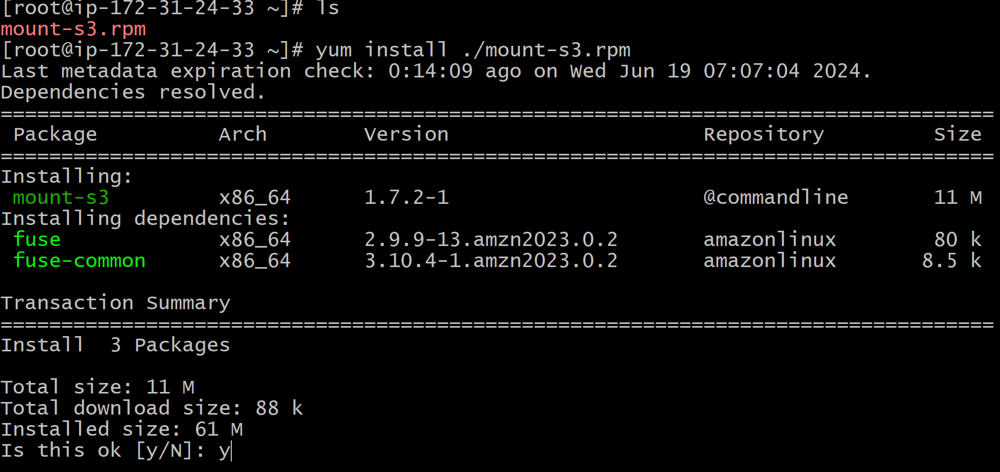 [root@ip-172-31-24-33 ~]# ls
mount-s3.rpm
[root@ip-172-31-24-33 ~]# yum install ./mount-s3.rpm
Last metadata expiration check: 0:14:09 ago on Wed Jun 19 07:07:04 2024.
Dependencies resolved.
==================================================================================
 Package          Arch        Version                     Repository         Size
==================================================================================
Installing:
 mount-s3         x86_64      1.7.2-1                     @commandline       11 M
Installing dependencies:
 fuse             x86_64      2.9.9-13.amzn2023.0.2       amazonlinux        80 k
 fuse-common      x86_64      3.10.4-1.amzn2023.0.2       amazonlinux       8.5 k
Transaction Summary
==================================================================================
Install  3 Packages
Total size: 11 M
Total download size: 88 k
Installed size: 61 M
Is this ok [y/N]: y